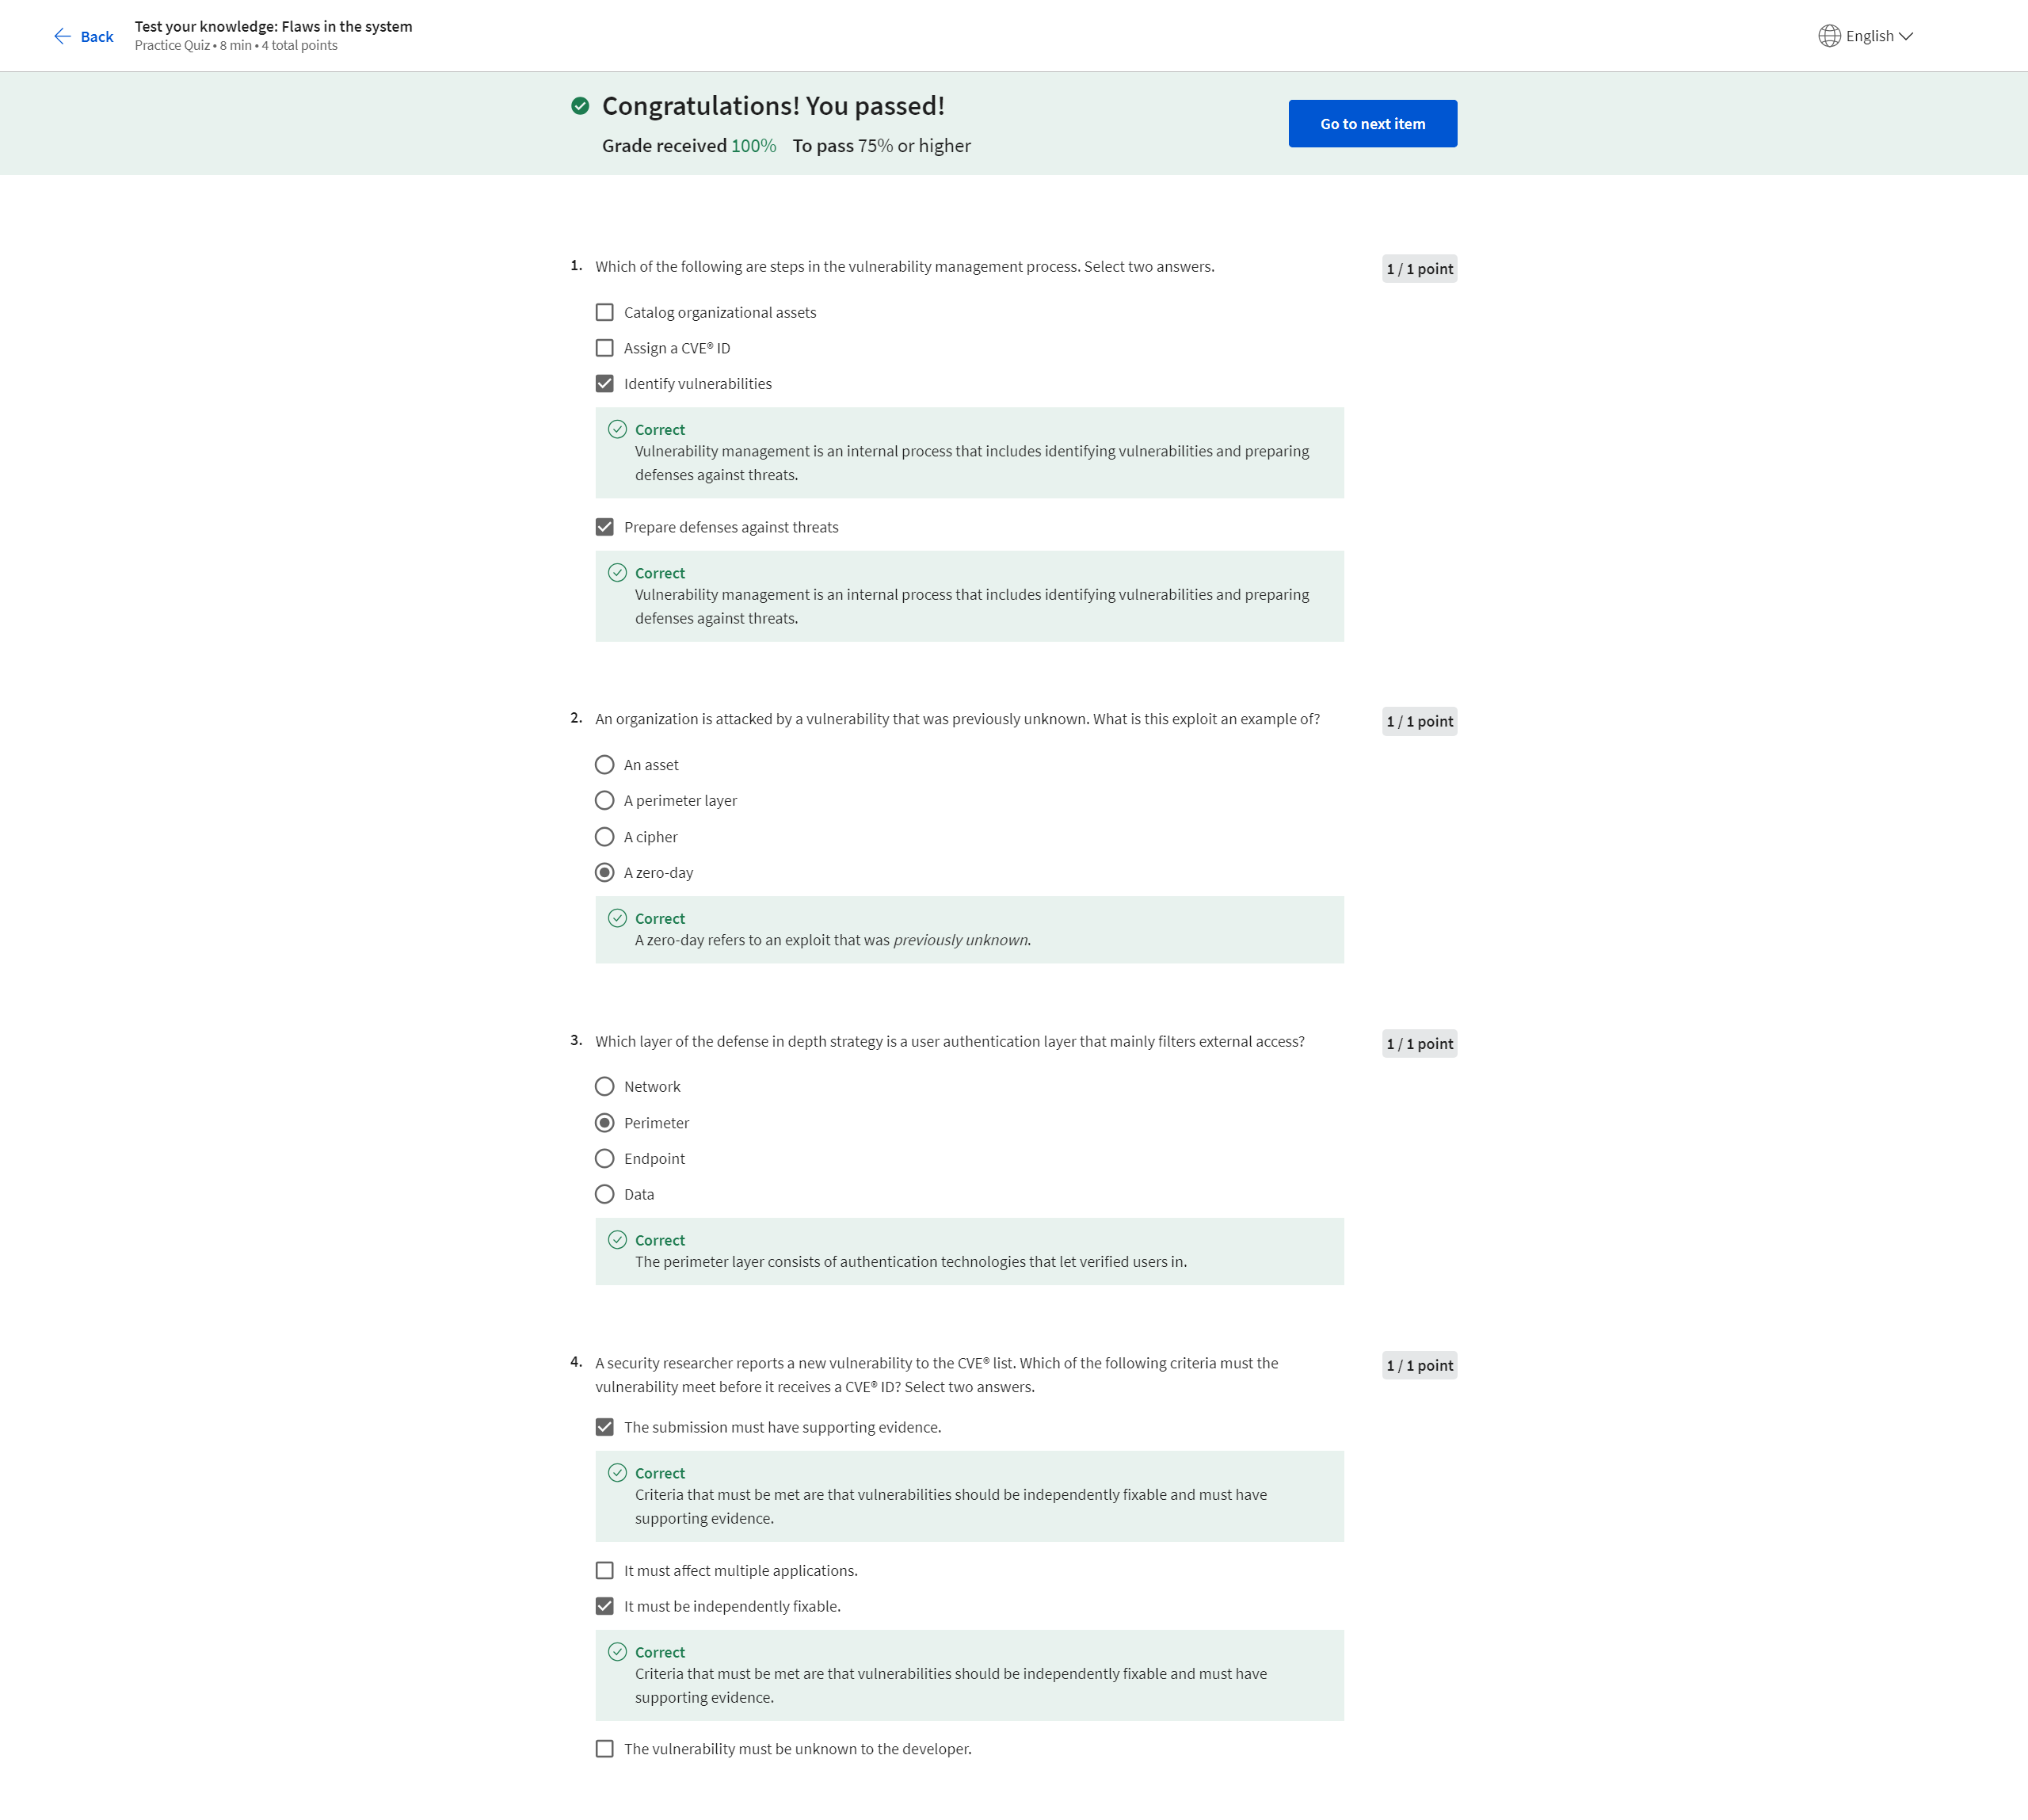 Back
Test your knowledge: Flaws in the system
Practice Quiz • 8 min • 4 total points
English
Congratulations! You passed!
Grade received 100% To pass 75% or higher
Go to next item
1. Which of the following are steps in the vulnerability management process. Select two answers.
1 / 1 point
Catalog organizational assets
Assign a CVE® ID
Identify vulnerabilities
Correct
Vulnerability management is an internal process that includes identifying vulnerabilities and preparing
defenses against threats.
Prepare defenses against threats
Correct
Vulnerability management is an internal process that includes identifying vulnerabilities and preparing
defenses against threats.
2. An organization is attacked by a vulnerability that was previously unknown. What is this exploit an example of?
1 / 1 point
An asset
A perimeter layer
A cipher
A zero-day
Correct
A zero-day refers to an exploit that was previously unknown.
3. Which layer of the defense in depth strategy is a user authentication layer that mainly filters external access?
1 / 1 point
Network
Perimeter
Endpoint
Data
Correct
The perimeter layer consists of authentication technologies that let verified users in.
4. A security researcher reports a new vulnerability to the CVE® list. Which of the following criteria must the
vulnerability meet before it receives a CVE® ID? Select two answers.
1 / 1 point
The submission must have supporting evidence.
Correct
Criteria that must be met are that vulnerabilities should be independently fixable and must have
supporting evidence.
It must affect multiple applications.
It must be independently fixable.
Correct
Criteria that must be met are that vulnerabilities should be independently fixable and must have
supporting evidence.
The vulnerability must be unknown to the developer.